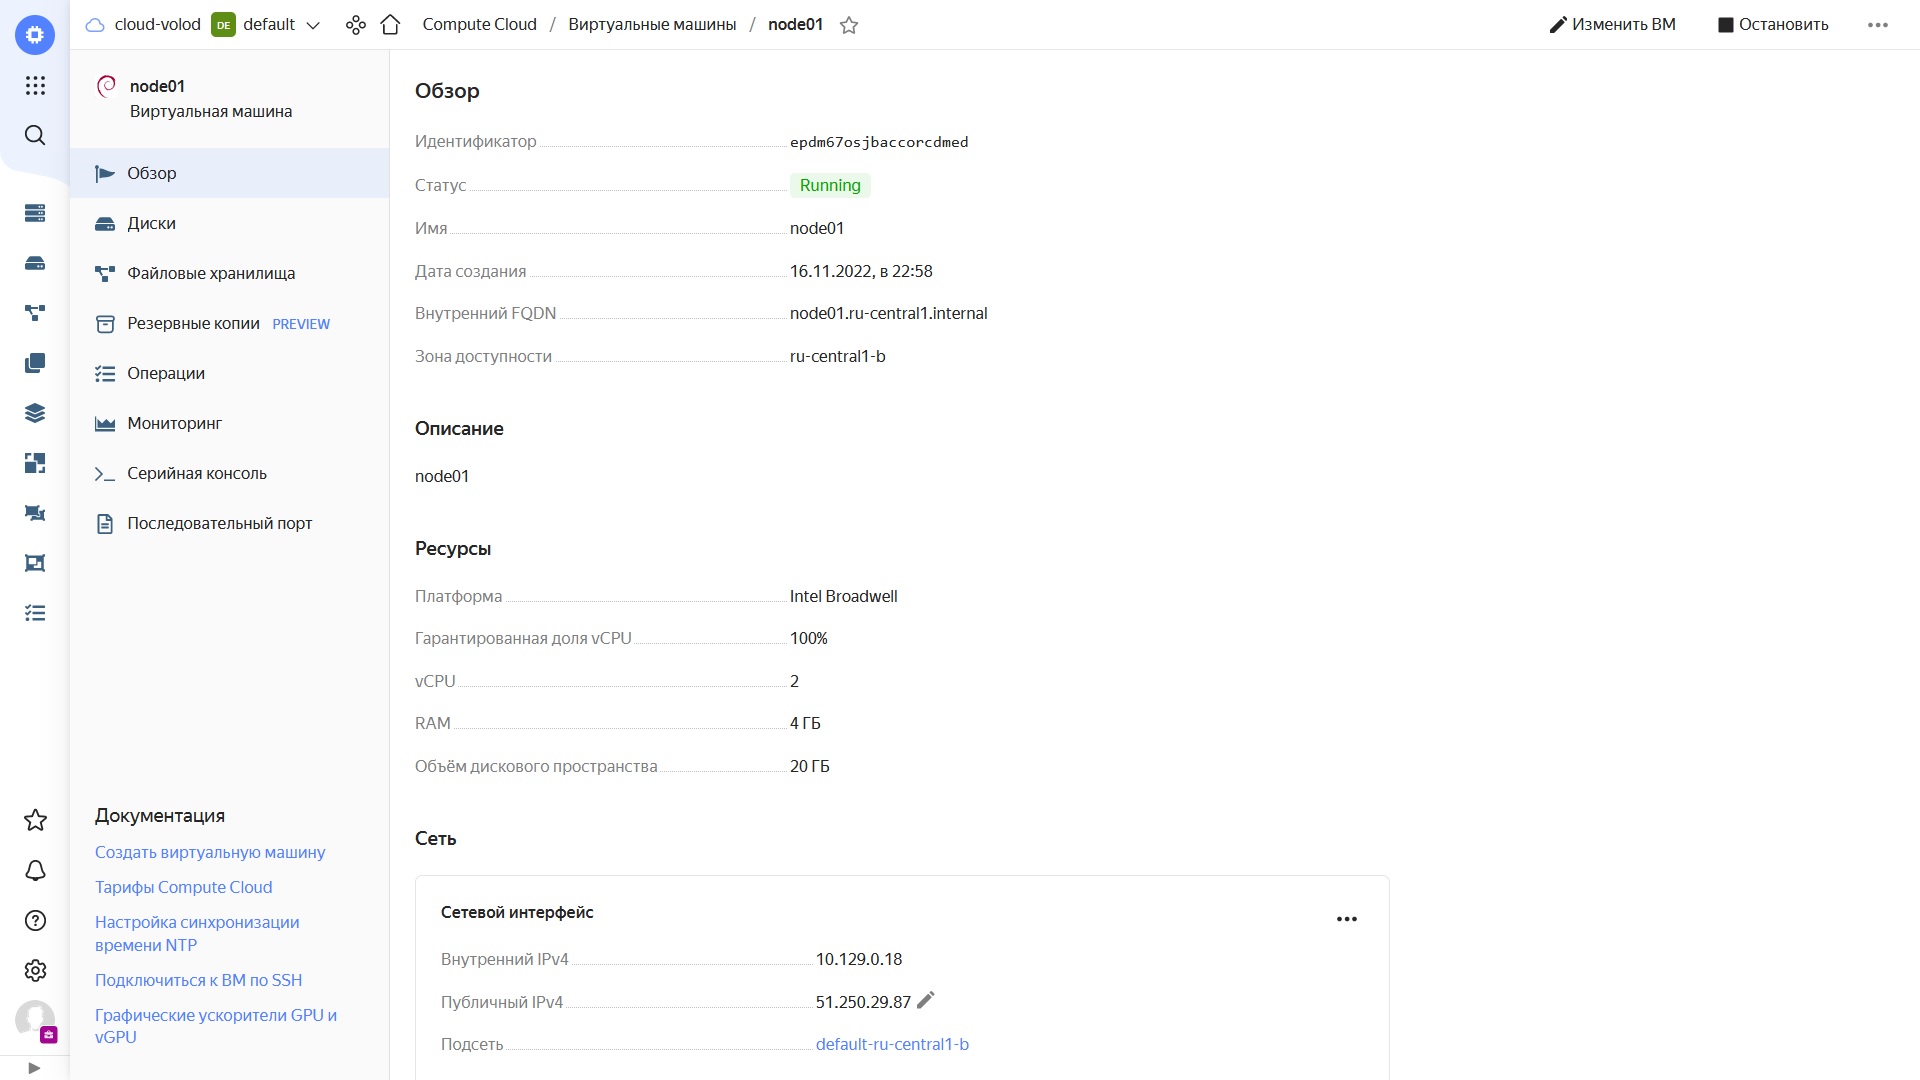 cloud-volod DE default
Compute Cloud / Виртуальные машины / node01
Изменить ВМ
Остановить
node01
Виртуальная машина
Обзор
Диски
Файловые хранилища
Резервные копии PREVIEW
Операции
Мониторинг
Серийная консоль
Последовательный порт
Документация
Создать виртуальную машину
Тарифы Compute Cloud
Настройка синхронизации
времени NTP
Подключиться к ВМ по SSH
Графические ускорители GPU и
vGPU
Обзор
Идентификатор epdm67osjbaccorcdmed
Статус Running
Имя node01
Дата создания 16.11.2022, в 22:58
Внутренний FQDN node01.ru-central1.internal
Зона доступности ru-central1-b
Описание
node01
Ресурсы
Платформа Intel Broadwell
Гарантированная доля vCPU 100%
vCPU 2
RAM 4 ГБ
Объём дискового пространства 20 ГБ
Сеть
Сетевой интерфейс
Внутренний IPv4 10.129.0.18
Публичный IPv4 51.250.29.87
Подсеть default-ru-central1-b